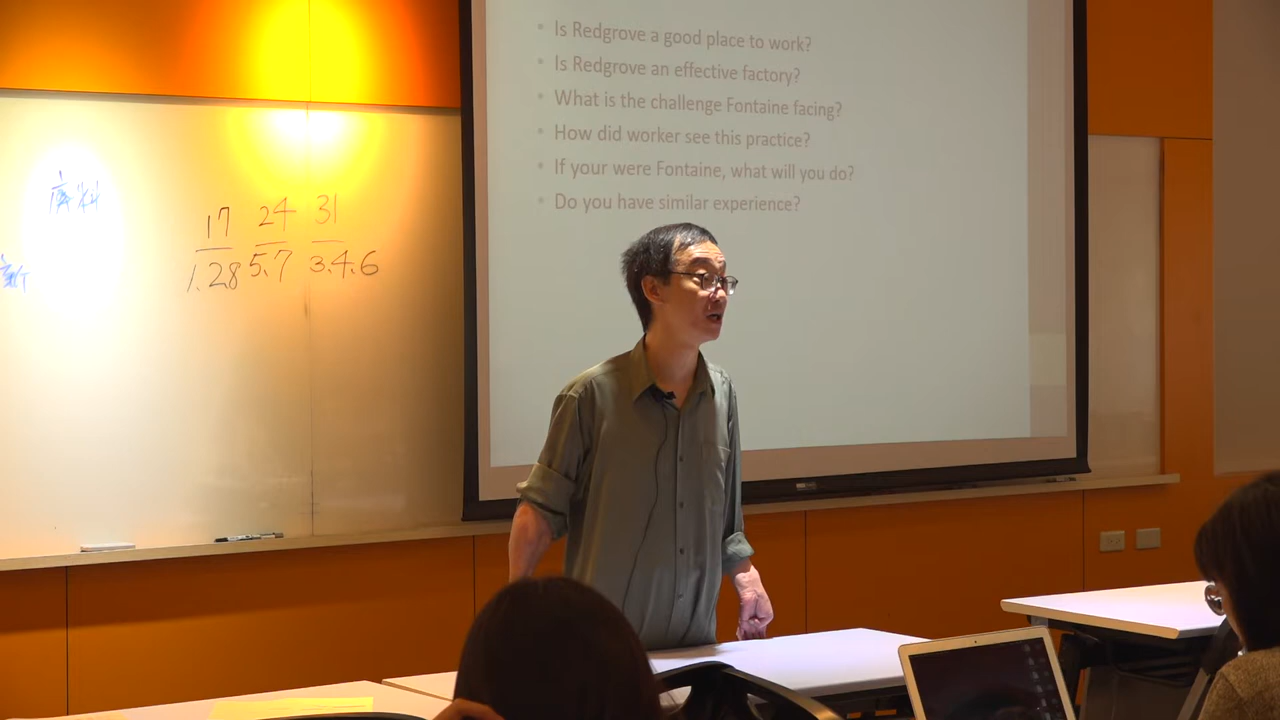 廢料
新
17 24 31
1.28 5.7 3.4.6
• Is Redgrove a good place to work?
• Is Redgrove an effective factory?
• What is the challenge Fontaine facing?
• How did worker see this practice?
• If your were Fontaine, what will you do?
• Do you have similar experience?